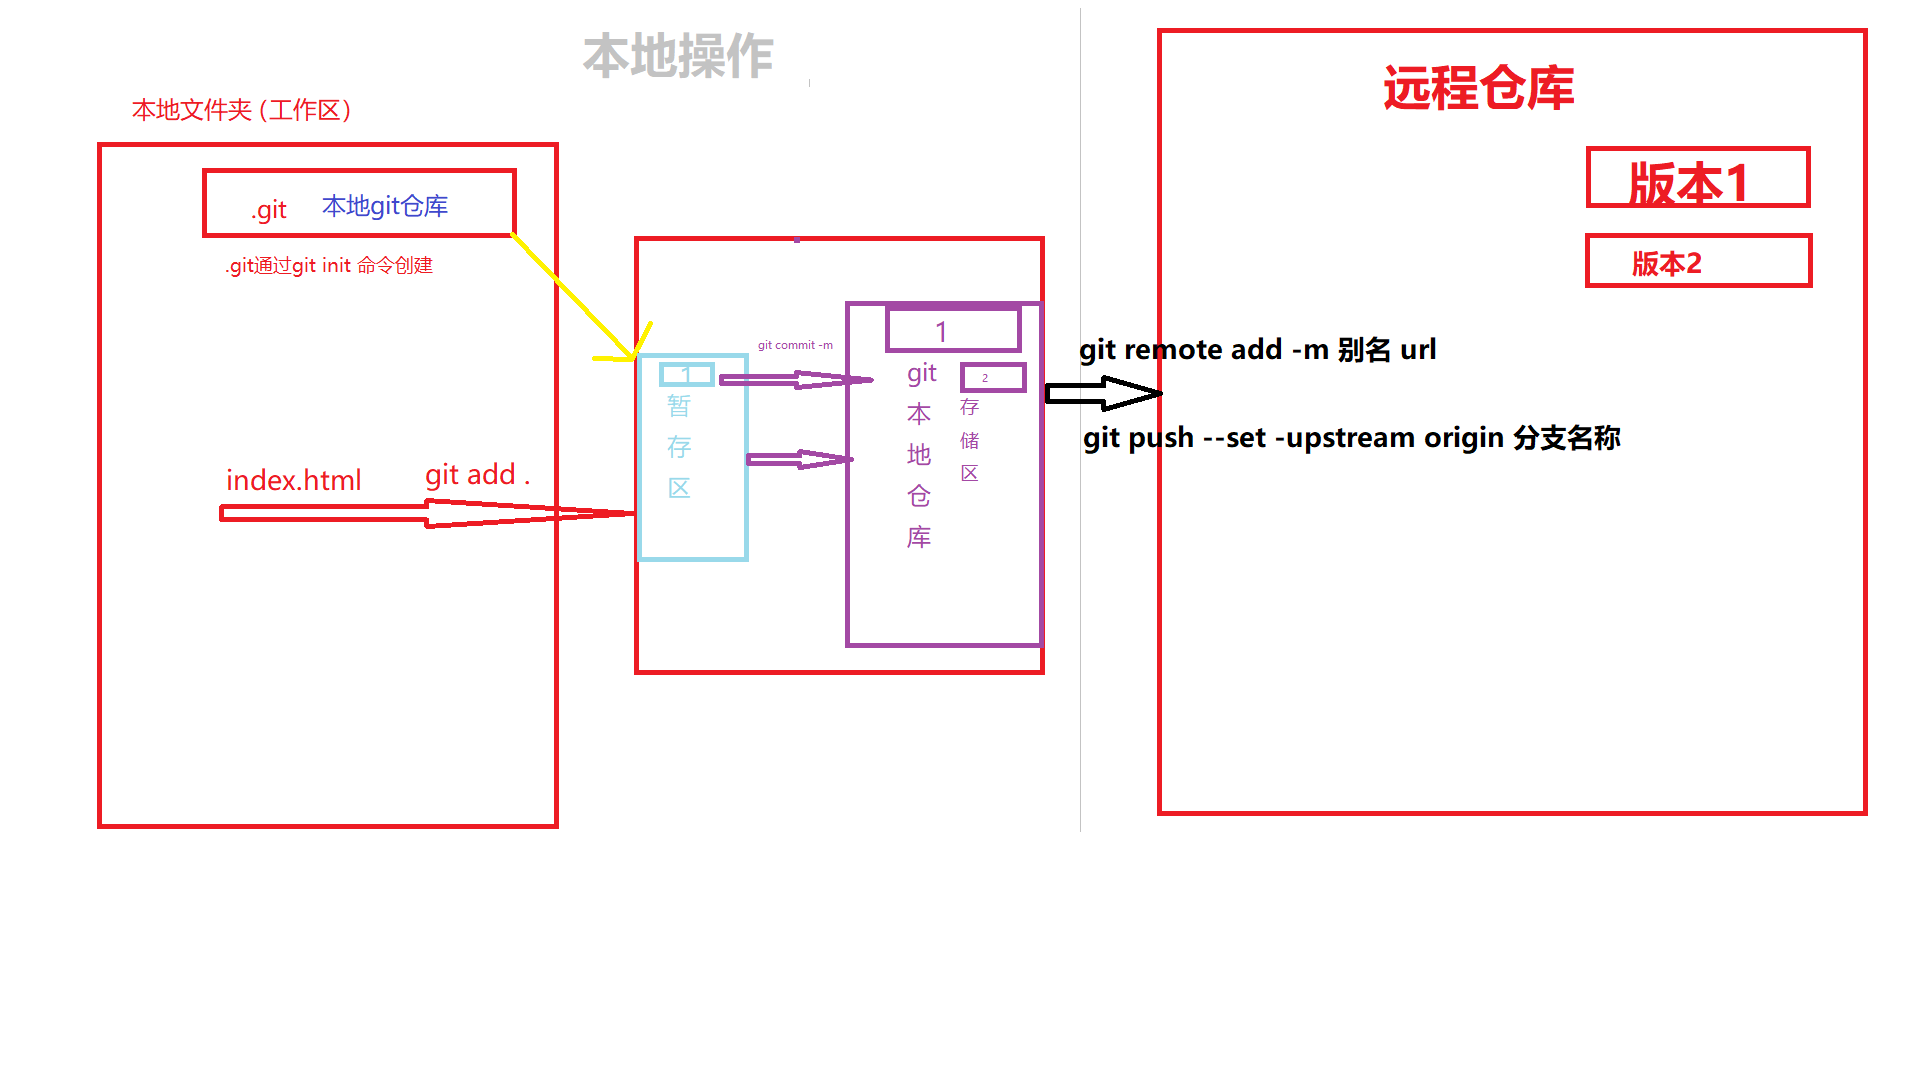 本地操作
本地文件夹 (工作区)
.git 本地git仓库
.git通过git init 命令创建
index.html
git add .
1
暂
存
区
git commit -m
1
git
本
地
仓
库
2
存
储
区
git remote add -m 别名 url
git push --set -upstream origin 分支名称
远程仓库
版本1
版本2